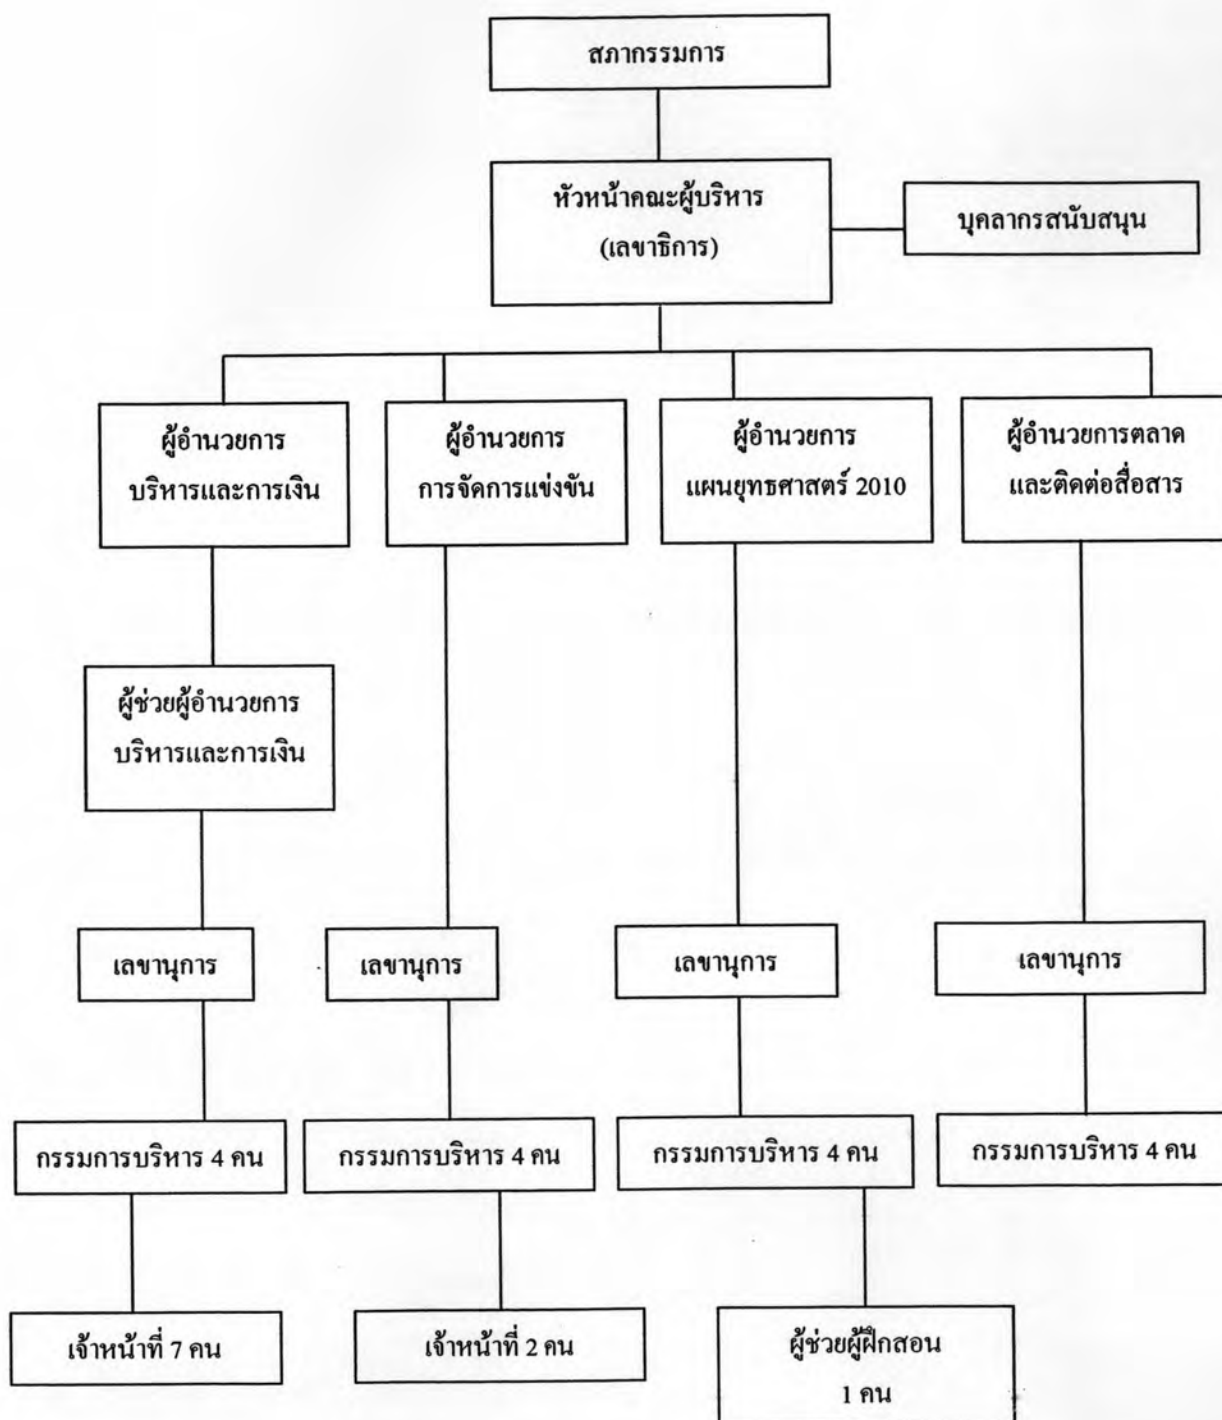 สภากรรมการ
หัวหน้าคณะผู้บริหาร
(เลขาธิการ)
บุคลากรสนับสนุน
ผู้อำนวยการ
บริหารและการเงิน
ผู้อำนวยการ
การจัดการแข่งขัน
ผู้อำนวยการ
แผนยุทธศาสตร์ 2010
ผู้อำนวยการตลาด
และติดต่อสื่อสาร
ผู้ช่วยผู้อำนวยการ
บริหารและการเงิน
เลขานุการ
เลขานุการ
เลขานุการ
เลขานุการ
กรรมการบริหาร 4 คน
กรรมการบริหาร 4 คน
กรรมการบริหาร 4 คน
กรรมการบริหาร 4 คน
เจ้าหน้าที่ 7 คน
เจ้าหน้าที่ 2 คน
ผู้ช่วยผู้ฝึกสอน
1 คน